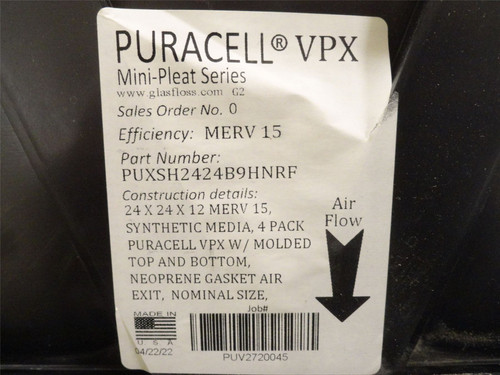 PURACELL® VPX
Mini-Pleat Series
www.glasfloss.com G2
Sales Order No. 0
Efficiency: MERV 15
Part Number:
PUXSH2424B9HNRF
Construction details:
24 X 24 X 12 MERV 15,
SYNTHETIC MEDIA, 4 PACK
PURACELL VPX W/ MOLDED
TOP AND BOTTOM,
NEOPRENE GASKET AIR
EXIT, NOMINAL SIZE,
Air
Flow
Job#
MADE IN
U. S. A
04/22/22
PUV2720045